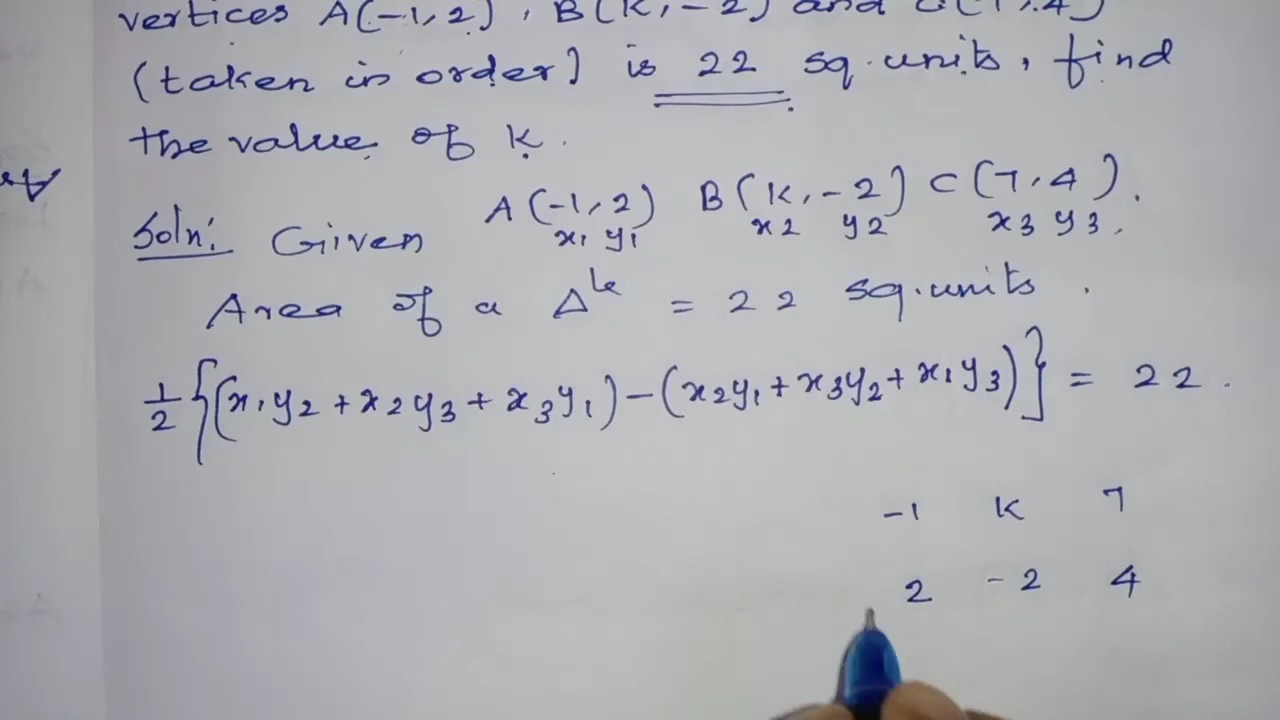 vertices A(-1,2), B(K,-2) and C(7,4)
(taken in order) is 22 sq.units, find
the value of K.
Soln: Given A(-1,2) B(K,-2) C(7,4).
x1 y1 x2 y2 x3 y3,
Area of a Δle = 22 sq.units.
1/2 {(x1y2 + x2y3 + x3y1) - (x2y1 + x3y2 + x1y3)} = 22.
-1 K 7
2 -2 4